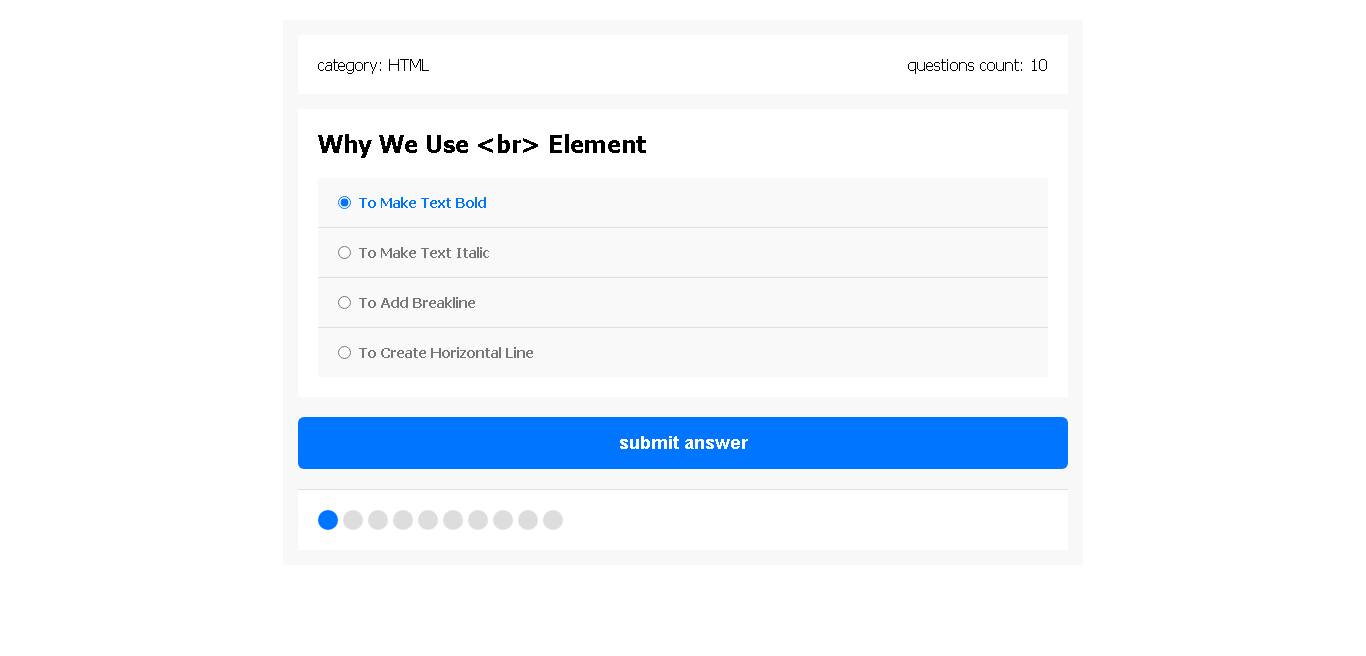 category: HTML
questions count: 10
Why We Use <br> Element
To Make Text Bold
To Make Text Italic
To Add Breakline
To Create Horizontal Line
submit answer